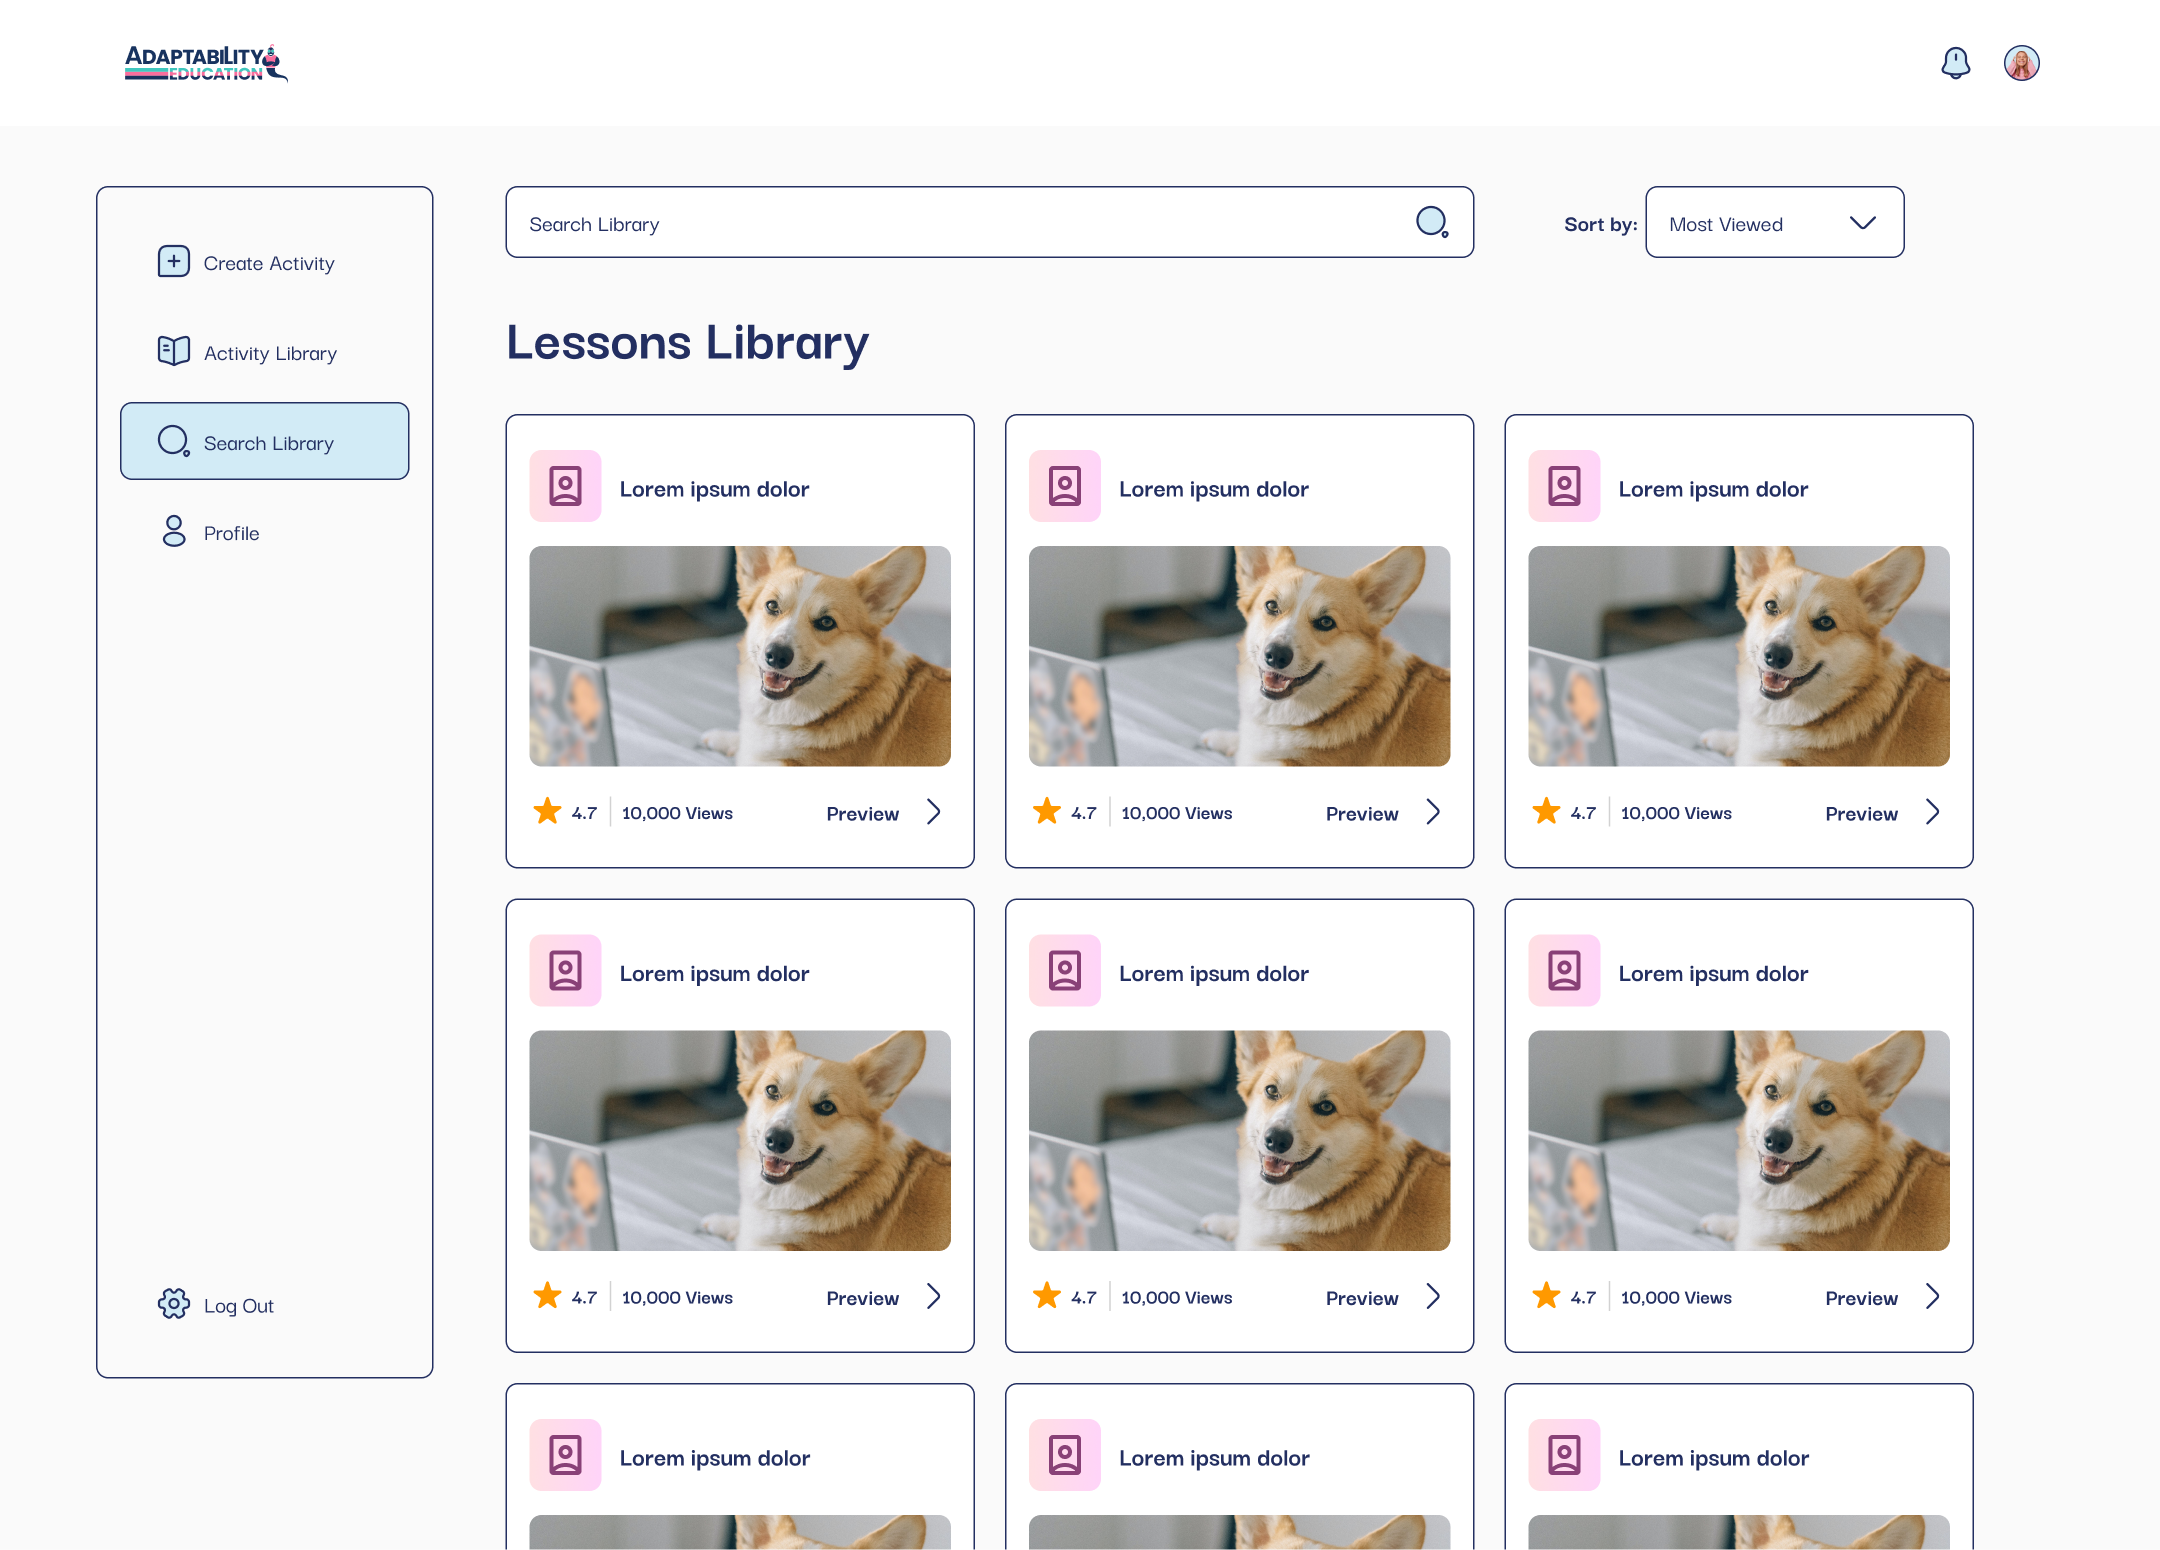 ADAPTABILITY
EDUCATION
Create Activity
Activity Library
Search Library
Profile
Log Out
Search Library
Sort by: Most Viewed
Lessons Library
Lorem ipsum dolor
4.7 10,000 Views Preview
Lorem ipsum dolor
4.7 10,000 Views Preview
Lorem ipsum dolor
4.7 10,000 Views Preview
Lorem ipsum dolor
4.7 10,000 Views Preview
Lorem ipsum dolor
4.7 10,000 Views Preview
Lorem ipsum dolor
4.7 10,000 Views Preview
Lorem ipsum dolor
Lorem ipsum dolor
Lorem ipsum dolor